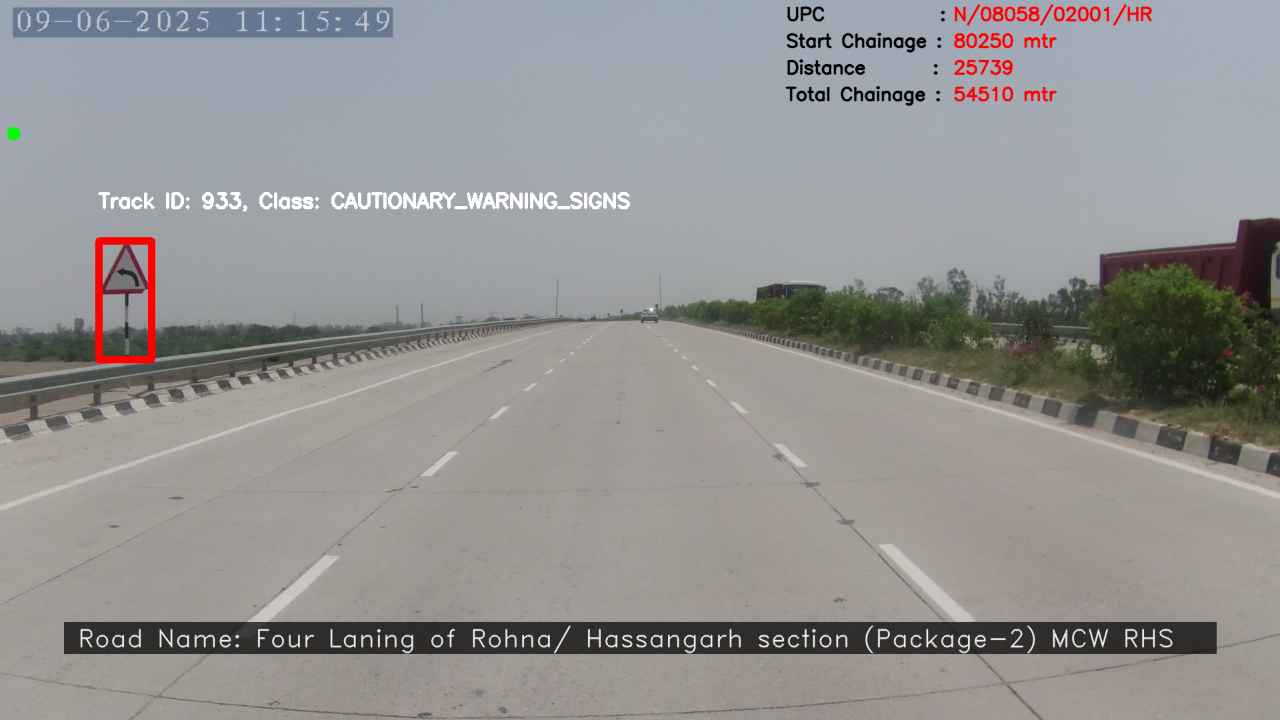 09-06-2025 11:15:49
UPC : N/08058/02001/HR
Start Chainage : 80250 mtr
Distance : 25739
Total Chainage : 54510 mtr
Track ID: 933, Class: CAUTIONARY_WARNING_SIGNS
Road Name: Four Laning of Rohna/ Hassangarh section (Package-2) MCW RHS